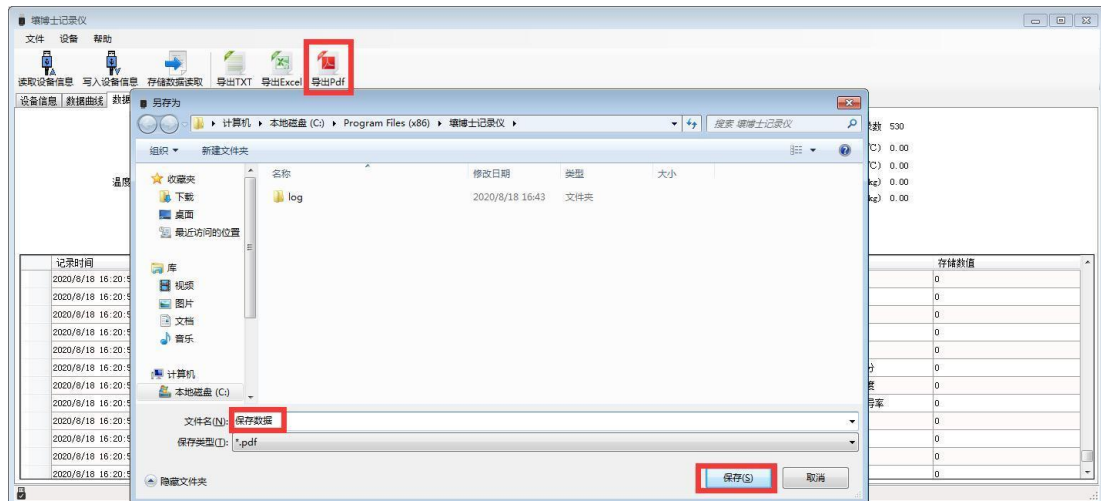 墑博士记录仪
文件 设备 帮助
读取设备信息 写入设备信息 存储数据读取 导出TXT 导出Excel 导出Pdf
设备信息 数据曲线 数据
另存为
计算机 ▸ 本地磁盘 (C:) ▸ Program Files (x86) ▸ 墑博士记录仪 ▸
搜索 墑博士记录仪
组织 新建文件夹
数 530
℃) 0.00
℃) 0.00
kg) 0.00
kg) 0.00
温度
收藏夹
下载
桌面
最近访问的位置
库
视频
图片
文档
音乐
计算机
本地磁盘 (C:)
名称 修改日期 类型 大小
log 2020/8/18 16:43 文件夹
记录时间 存储数值
2020/8/18 16:20:5 0
2020/8/18 16:20:5 0
2020/8/18 16:20:5 0
2020/8/18 16:20:5 0
2020/8/18 16:20:5 0
2020/8/18 16:20:5 分 0
2020/8/18 16:20:5 度 0
2020/8/18 16:20:5 导率 0
2020/8/18 16:20:5 0
2020/8/18 16:20:5 0
2020/8/18 16:20:5 0
2020/8/18 16:20:5 0
文件名(N): 保存数据
保存类型(T): *.pdf
隐藏文件夹 保存(S) 取消